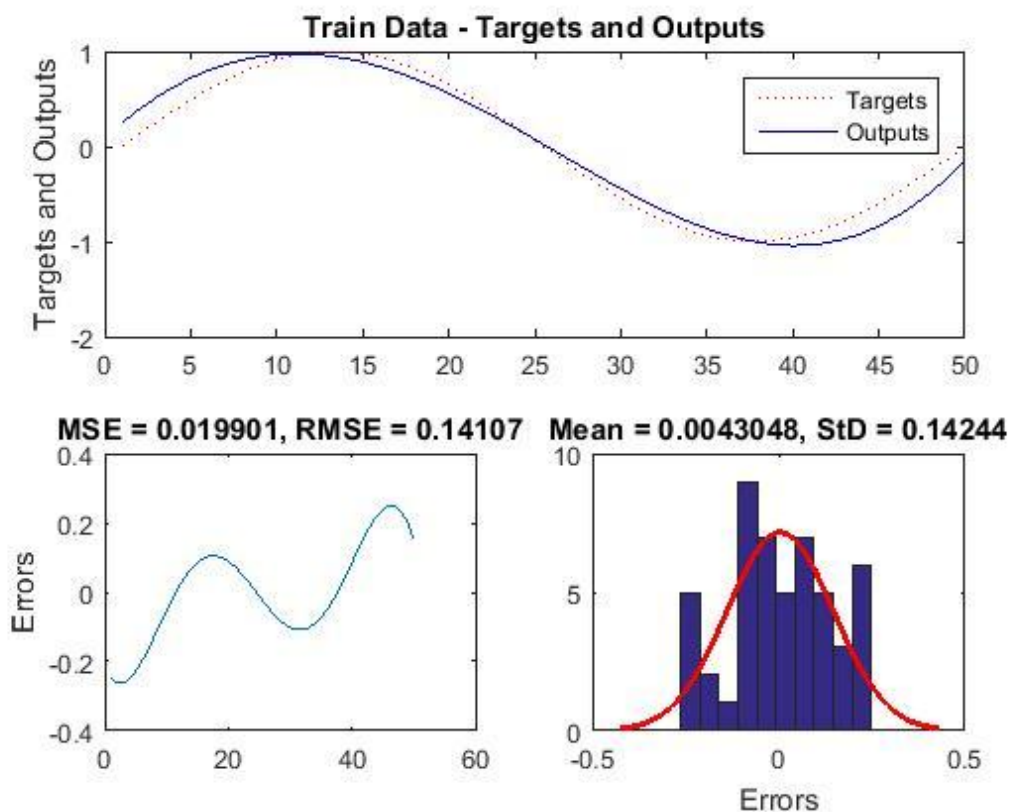 Train Data - Targets and Outputs
Targets and Outputs
1
0
-1
-2
Targets
Outputs
0 5 10 15 20 25 30 35 40 45 50
MSE = 0.019901, RMSE = 0.14107
Errors
0.4
0.2
0
-0.2
-0.4
0 20 40 60
Mean = 0.0043048, StD = 0.14244
10
5
0
-0.5 0 0.5
Errors